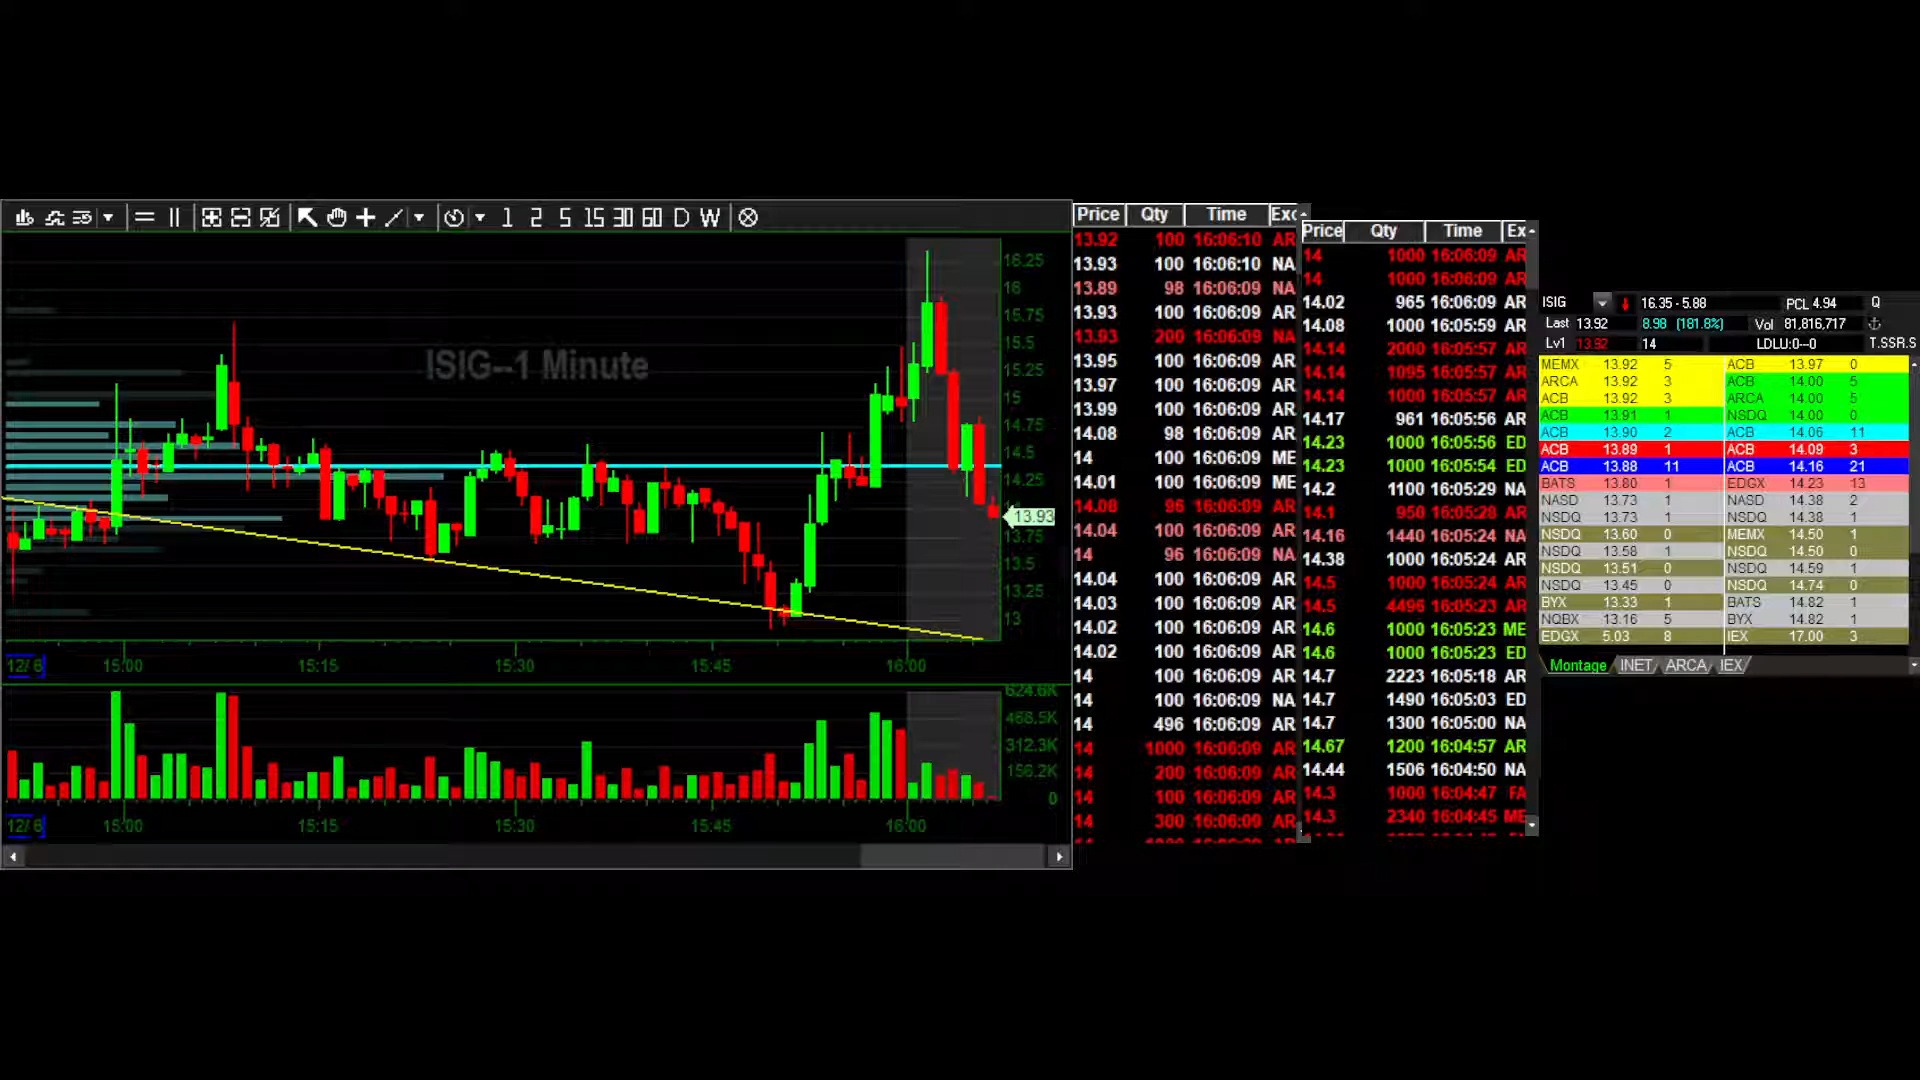 1 2 5 15 30 60 D W
ISIG--1 Minute
16.25
16
15.75
15.5
15.25
15
14.75
14.5
14.25
13.93
13.75
13.5
13.25
13
12/6 15:00 15:15 15:30 15:45 16:00
624.6K
468.5K
312.3K
156.2K
0
12/6 15:00 15:15 15:30 15:45 16:00
Price Qty Time Exc
13.92 100 16:06:10 AR
13.93 100 16:06:10 NA
13.89 98 16:06:09 NA
13.93 100 16:06:09 AR
13.93 200 16:06:09 NA
13.95 100 16:06:09 AR
13.97 100 16:06:09 AR
13.99 100 16:06:09 AR
14.08 98 16:06:09 AR
14 100 16:06:09 ME
14.01 100 16:06:09 ME
14.08 96 16:06:09 AR
14.04 100 16:06:09 AR
14 96 16:06:09 NA
14.04 100 16:06:09 AR
14.03 100 16:06:09 AR
14.02 100 16:06:09 AR
14.02 100 16:06:09 AR
14 100 16:06:09 AR
14 100 16:06:09 NA
14 496 16:06:09 AR
14 1000 16:06:09 AR
14 200 16:06:09 AR
14 100 16:06:09 AR
14 300 16:06:09 AR
Price Qty Time Ex
14 1000 16:06:09 AR
14 1000 16:06:09 AR
14.02 965 16:06:09 AR
14.08 1000 16:05:59 AR
14.14 2000 16:05:57 AR
14.14 1095 16:05:57 AR
14.14 1000 16:05:57 AR
14.17 961 16:05:56 AR
14.23 1000 16:05:56 ED
14.23 1000 16:05:54 ED
14.2 1100 16:05:29 NA
14.1 950 16:05:28 AR
14.16 1440 16:05:24 NA
14.38 1000 16:05:24 AR
14.5 1000 16:05:24 AR
14.5 4496 16:05:23 AR
14.6 1000 16:05:23 ME
14.6 1000 16:05:23 ED
14.7 2223 16:05:18 AR
14.7 1490 16:05:03 ED
14.7 1300 16:05:00 NA
14.67 1200 16:04:57 AR
14.44 1506 16:04:50 NA
14.3 1000 16:04:47 FA
14.3 2340 16:04:45 ME
ISIG 16.35 - 5.88 PCL 4.94 Q
Last 13.92 8.98 (181.8%) Vol 81,816,717
Lv1 13.92 14 LDLU:0--0 T.SSR.S
MEMX 13.92 5 ACB 13.97 0
ARCA 13.92 3 ACB 14.00 5
ACB 13.92 3 ARCA 14.00 5
ACB 13.91 1 NSDQ 14.00 0
ACB 13.90 2 ACB 14.06 11
ACB 13.89 1 ACB 14.09 3
ACB 13.88 11 ACB 14.16 21
BATS 13.80 1 EDGX 14.23 13
NASD 13.73 1 NASD 14.38 2
NSDQ 13.73 1 NSDQ 14.38 1
NSDQ 13.60 0 MEMX 14.50 1
NSDQ 13.58 1 NSDQ 14.50 0
NSDQ 13.51 0 NSDQ 14.59 1
NSDQ 13.45 0 NSDQ 14.74 0
BYX 13.33 1 BATS 14.82 1
NQBX 13.16 5 BYX 14.82 1
EDGX 5.03 8 IEX 17.00 3
Montage INET ARCA IEX